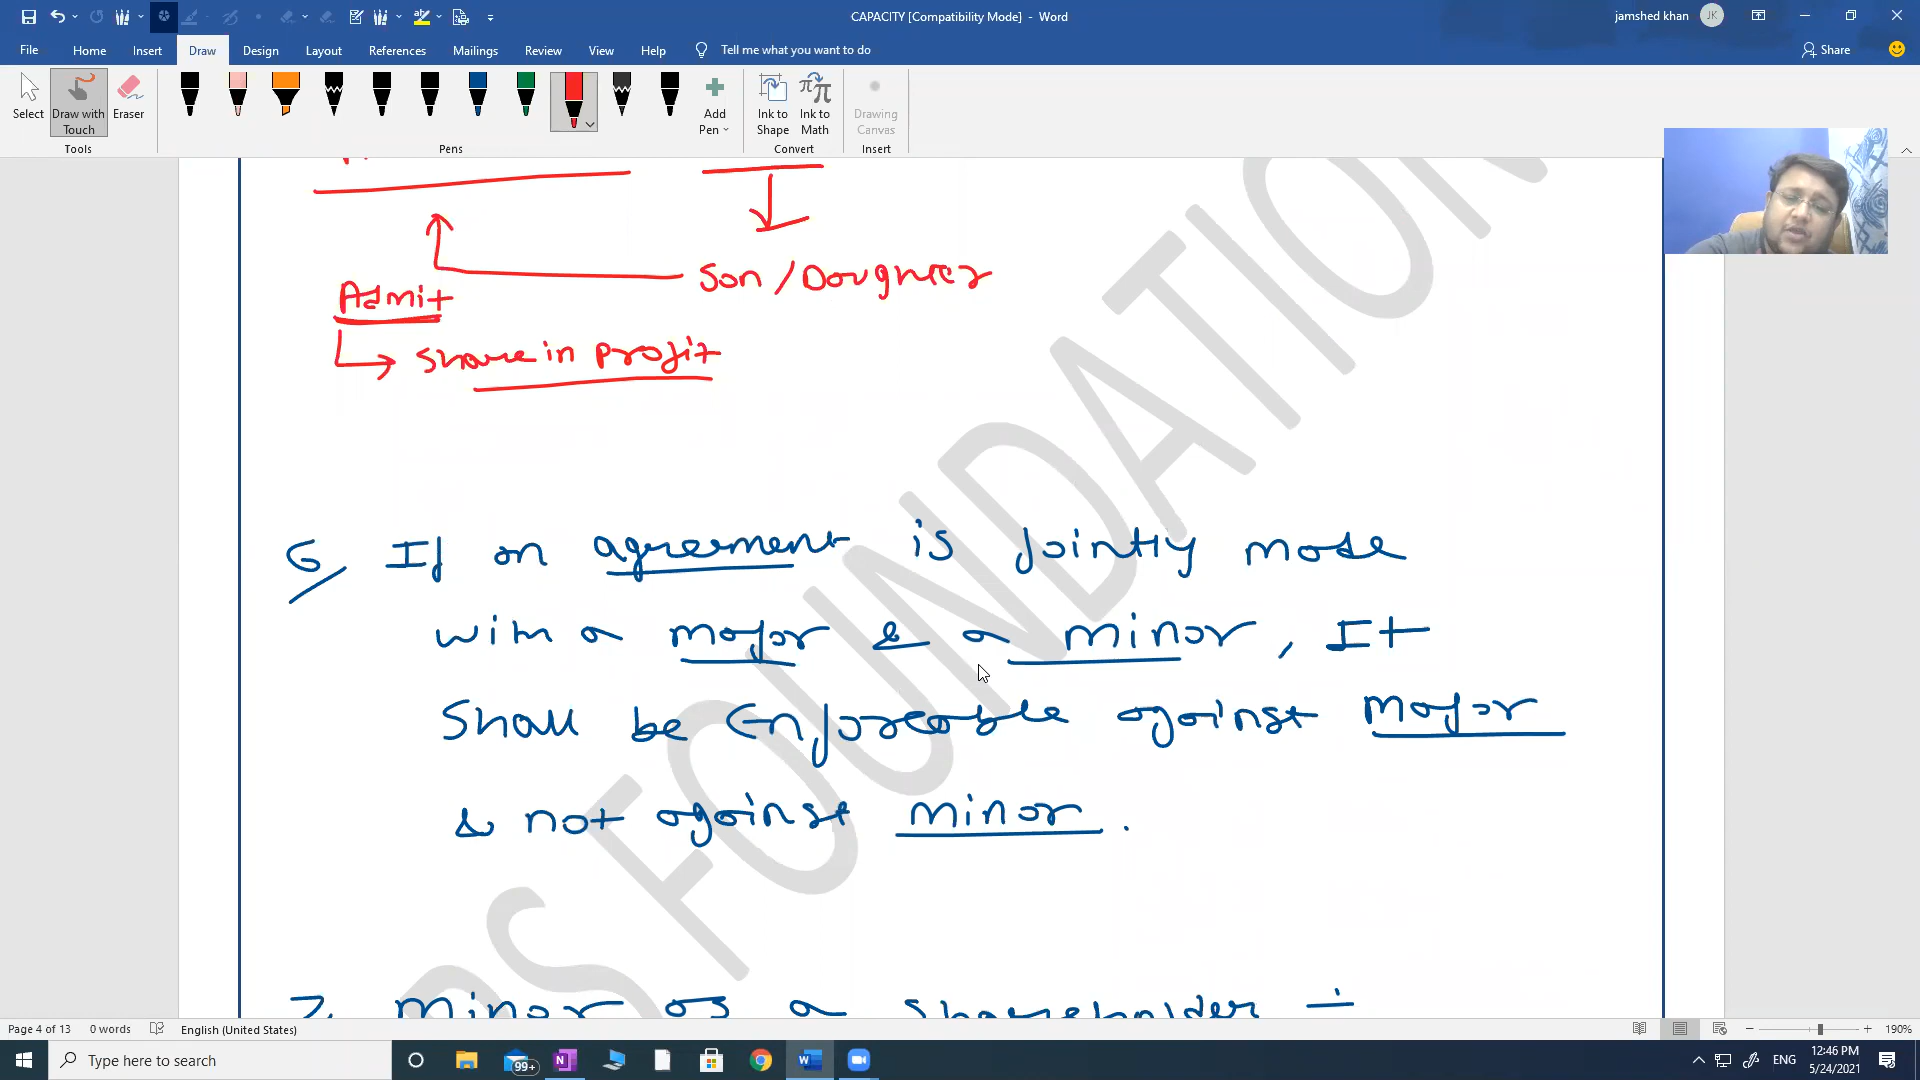 CAPACITY [Compatibility Mode] - Word
jamshed khan JK
File Home Insert Draw Design Layout References Mailings Review View Help Tell me what you want to do Share
Select Draw with Touch Eraser Add Pen Ink to Shape Ink to Math Drawing Canvas
Tools Pens Convert Insert
Son / Doughter
Admit
Share in profit
6, If an agreement is jointly made
with a major & a minor, It
Shall be Enforceable against major
& not against minor.
7. Minor as a shareholder :-
PS FOUNDATION
Page 4 of 13 0 words English (United States) 190%
Type here to search 99+ ENG 12:46 PM
5/24/2021